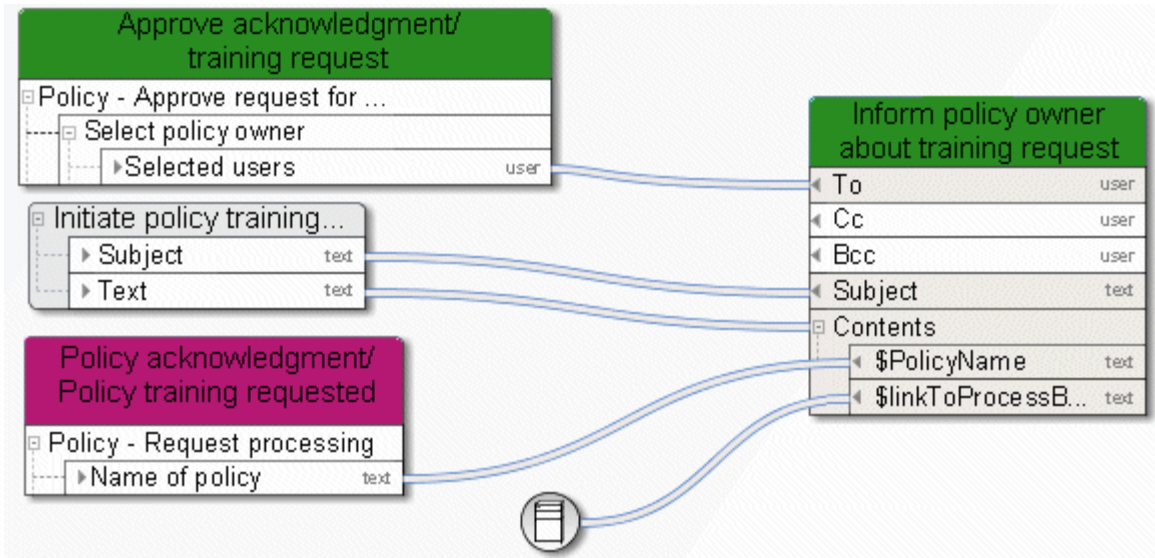 Approve acknowledgment/
training request
Policy - Approve request for ...
Select policy owner
Selected users user
Initiate policy training...
Subject text
Text text
Policy acknowledgment/
Policy training requested
Policy - Request processing
Name of policy text
Inform policy owner
about training request
To user
Cc user
Bcc user
Subject text
Contents
$PolicyName text
$linkToProcessB... text